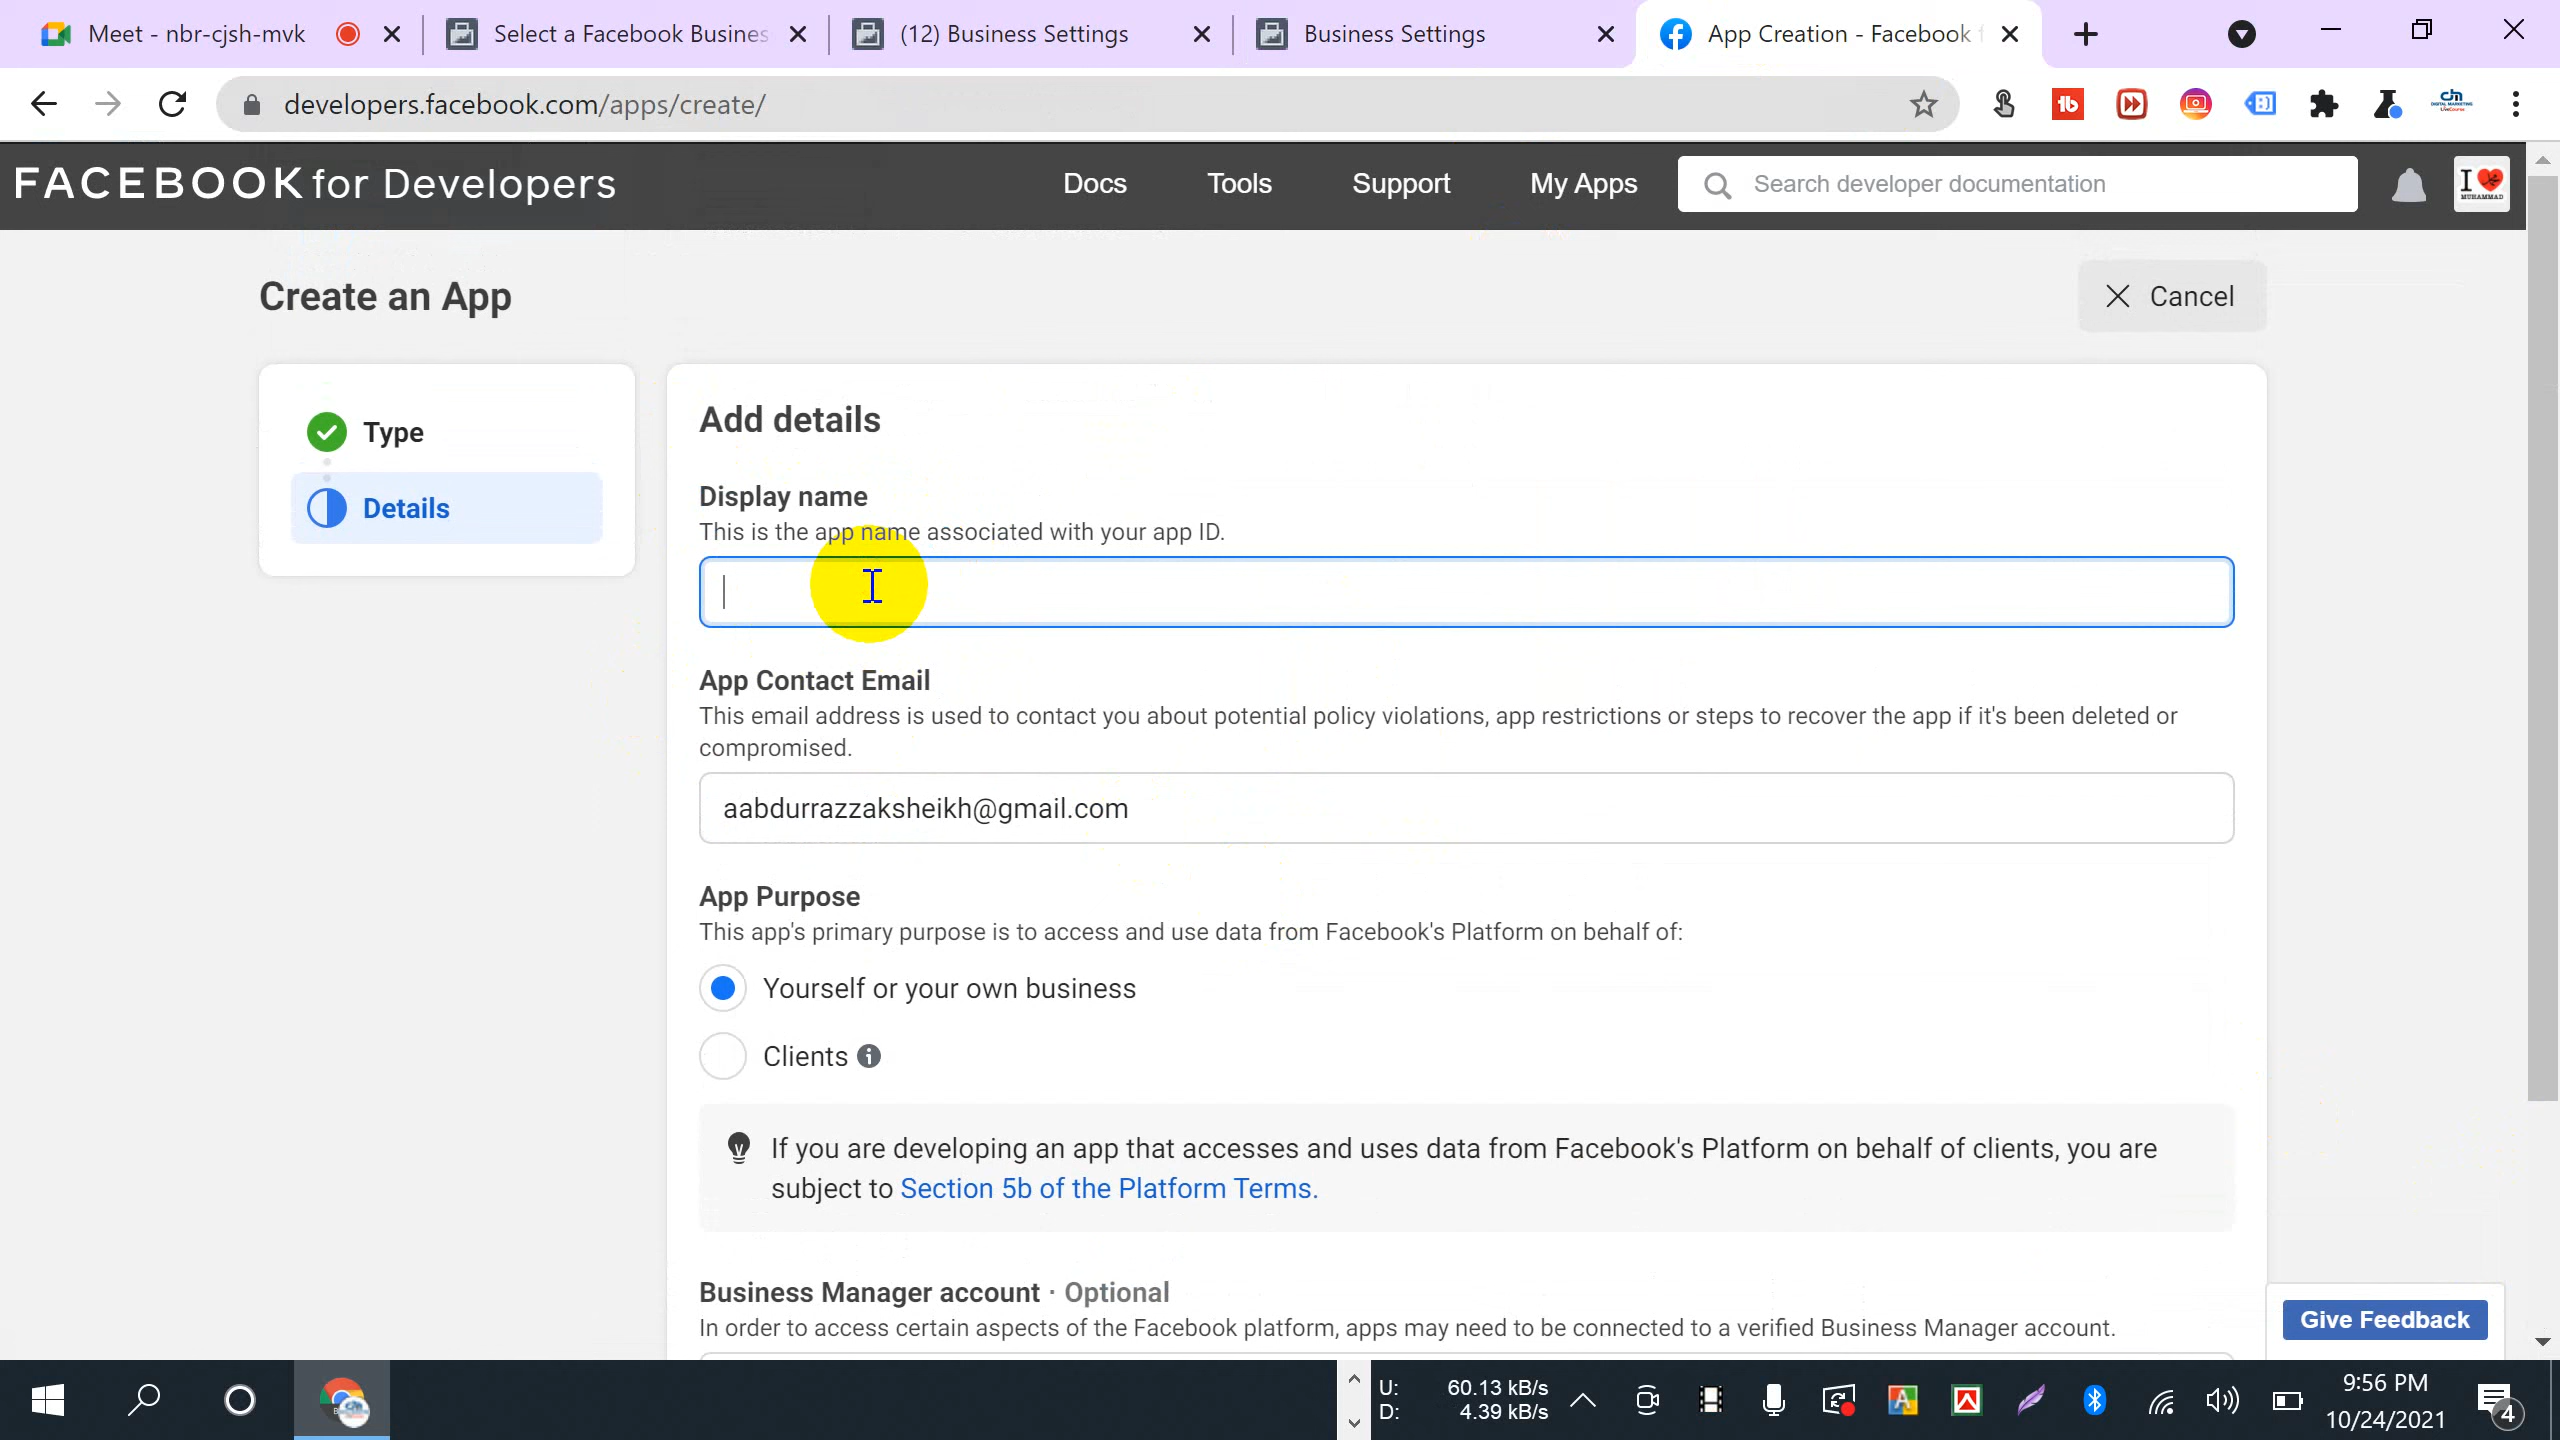 Meet - nbr-cjsh-mvk
Select a Facebook Busines
(12) Business Settings
Business Settings
App Creation - Facebook f
developers.facebook.com/apps/create/
FACEBOOK for Developers
Docs
Tools
Support
My Apps
Search developer documentation
I
MUHAMMAD
Create an App
Cancel
Type
Details
Add details
Display name
This is the app name associated with your app ID.
App Contact Email
This email address is used to contact you about potential policy violations, app restrictions or steps to recover the app if it's been deleted or
compromised.
aabdurrazzaksheikh@gmail.com
App Purpose
This app's primary purpose is to access and use data from Facebook's Platform on behalf of:
Yourself or your own business
Clients
If you are developing an app that accesses and uses data from Facebook's Platform on behalf of clients, you are
subject to Section 5b of the Platform Terms.
Business Manager account · Optional
In order to access certain aspects of the Facebook platform, apps may need to be connected to a verified Business Manager account.
Give Feedback
U: 60.13 kB/s
D: 4.39 kB/s
9:56 PM
10/24/2021
4